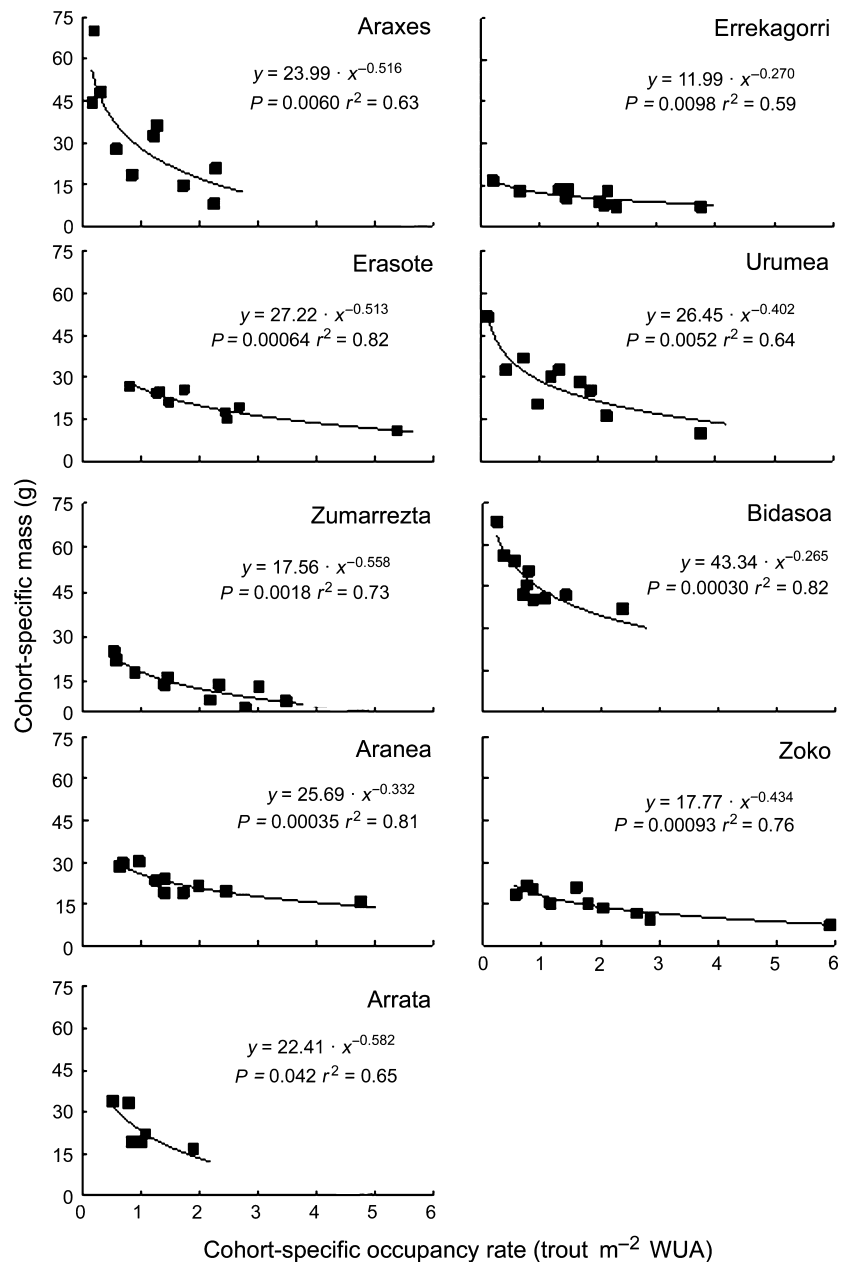 Araxes
y = 23.99 · x–0.516
P = 0.0060 r2 = 0.63
75
60
45
30
15
0
Errekagorri
y = 11.99 · x–0.270
P = 0.0098 r2 = 0.59
Erasote
y = 27.22 · x–0.513
P = 0.00064 r2 = 0.82
75
60
45
30
15
0
Urumea
y = 26.45 · x–0.402
P = 0.0052 r2 = 0.64
Cohort-specific mass (g)
Zumarrezta
y = 17.56 · x–0.558
P = 0.0018 r2 = 0.73
75
60
45
30
15
0
Bidasoa
y = 43.34 · x–0.265
P = 0.00030 r2 = 0.82
Aranea
y = 25.69 · x–0.332
P = 0.00035 r2 = 0.81
75
60
45
30
15
0
Zoko
y = 17.77 · x–0.434
P = 0.00093 r2 = 0.76
0 1 2 3 4 5 6
Arrata
y = 22.41 · x–0.582
P = 0.042 r2 = 0.65
75
60
45
30
15
0
0 1 2 3 4 5 6
Cohort-specific occupancy rate (trout m–2 WUA)